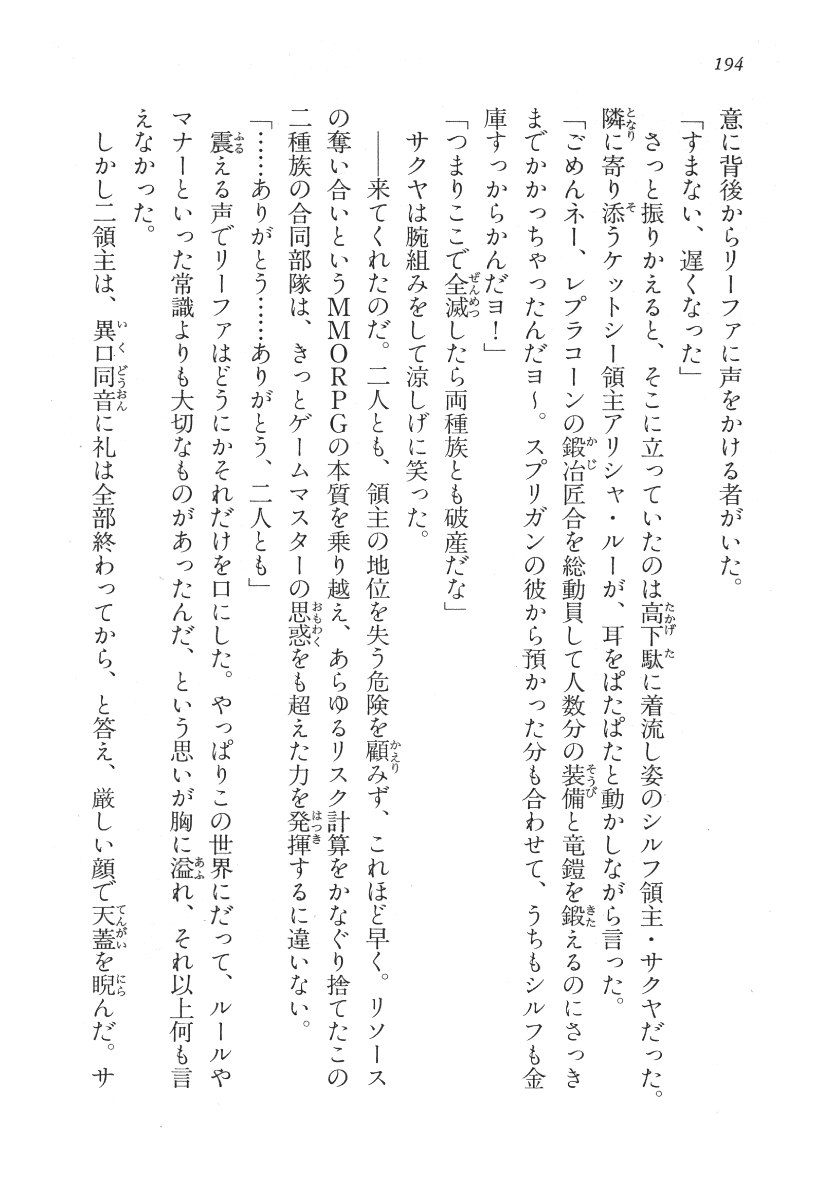 194
意に背後からリーファに声をかける者がいた。
「すまない、遅くなった」
さっと振りかえると、そこに立っていたのは高下駄に着流し姿のシルフ領主・サクヤだった。
隣に寄り添うケットシー領主アリシャ・ルーが、耳をぱたぱたと動かしながら言った。
「ごめんネー、レプラコーンの鍛冶匠合を総動員して人数分の装備と竜鎧を鍛えるのにさっき
までかかっちゃったんだヨ〜。スプリガンの彼から預かった分も合わせて、うちもシルフも金
庫すっからかんだヨ！」
「つまりここで全滅したら両種族とも破産だな」
サクヤは腕組みをして涼しげに笑った。
――来てくれたのだ。二人とも、領主の地位を失う危険を顧みず、これほど早く。リソース
の奪い合いというＭＭＯＲＰＧの本質を乗り越え、あらゆるリスク計算をかなぐり捨てたこの
二種族の合同部隊は、きっとゲームマスターの思惑をも超えた力を発揮するに違いない。
「……ありがとう……ありがとう、二人とも」
震える声でリーファはどうにかそれだけを口にした。やっぱりこの世界にだって、ルールや
マナーといった常識よりも大切なものがあったんだ、という思いが胸に溢れ、それ以上何も言
えなかった。
しかし二領主は、異口同音に礼は全部終わってから、と答え、厳しい顔で天蓋を睨んだ。サ